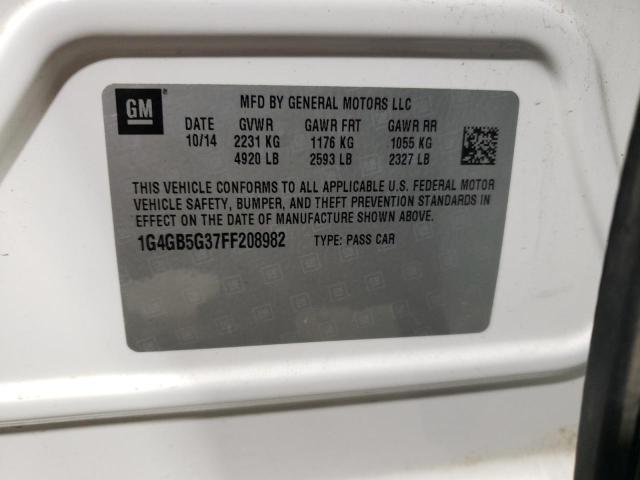 GM ®
MFD BY GENERAL MOTORS LLC
DATE GVWR GAWR FRT GAWR RR
10/14 2231 KG 1176 KG 1055 KG
4920 LB 2593 LB 2327 LB
THIS VEHICLE CONFORMS TO ALL APPLICABLE U.S. FEDERAL MOTOR
VEHICLE SAFETY, BUMPER, AND THEFT PREVENTION STANDARDS IN
EFFECT ON THE DATE OF MANUFACTURE SHOWN ABOVE.
1G4GB5G37FF208982 TYPE: PASS CAR